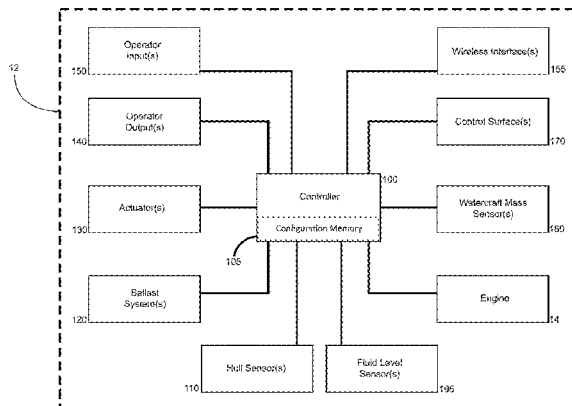 12
Operator
Input(s)
150
Wireless Interface(s)
155
Operator
Output(s)
140
Control Surface(s)
170
Controller
100
Configuration Memory
105
Actuator(s)
130
Watercraft Mass
Sensor(s)
160
Ballast
System(s)
120
Engine
14
Hull Sensor(s)
110
Fluid Level
Sensor(s)
195